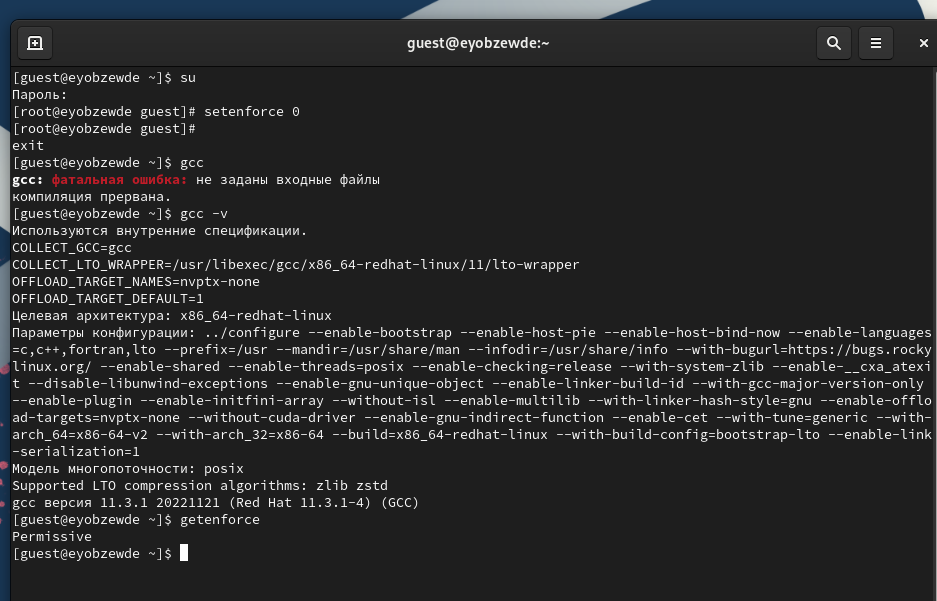 guest@eyobzewde:~
[guest@eyobzewde ~]$ su
Пароль:
[root@eyobzewde guest]# setenforce 0
[root@eyobzewde guest]#
exit
[guest@eyobzewde ~]$ gcc
gcc: фатальная ошибка: не заданы входные файлы
компиляция прервана.
[guest@eyobzewde ~]$ gcc -v
Используются внутренние спецификации.
COLLECT_GCC=gcc
COLLECT_LTO_WRAPPER=/usr/libexec/gcc/x86_64-redhat-linux/11/lto-wrapper
OFFLOAD_TARGET_NAMES=nvptx-none
OFFLOAD_TARGET_DEFAULT=1
Целевая архитектура: x86_64-redhat-linux
Параметры конфигурации: ../configure --enable-bootstrap --enable-host-pie --enable-host-bind-now --enable-languages
=c,c++,fortran,lto --prefix=/usr --mandir=/usr/share/man --infodir=/usr/share/info --with-bugurl=https://bugs.rocky
linux.org/ --enable-shared --enable-threads=posix --enable-checking=release --with-system-zlib --enable-__cxa_atexi
t --disable-libunwind-exceptions --enable-gnu-unique-object --enable-linker-build-id --with-gcc-major-version-only
--enable-plugin --enable-initfini-array --without-isl --enable-multilib --with-linker-hash-style=gnu --enable-offlo
ad-targets=nvptx-none --without-cuda-driver --enable-gnu-indirect-function --enable-cet --with-tune=generic --with-
arch_64=x86-64-v2 --with-arch_32=x86-64 --build=x86_64-redhat-linux --with-build-config=bootstrap-lto --enable-link
-serialization=1
Модель многопоточности: posix
Supported LTO compression algorithms: zlib zstd
gcc версия 11.3.1 20221121 (Red Hat 11.3.1-4) (GCC)
[guest@eyobzewde ~]$ getenforce
Permissive
[guest@eyobzewde ~]$